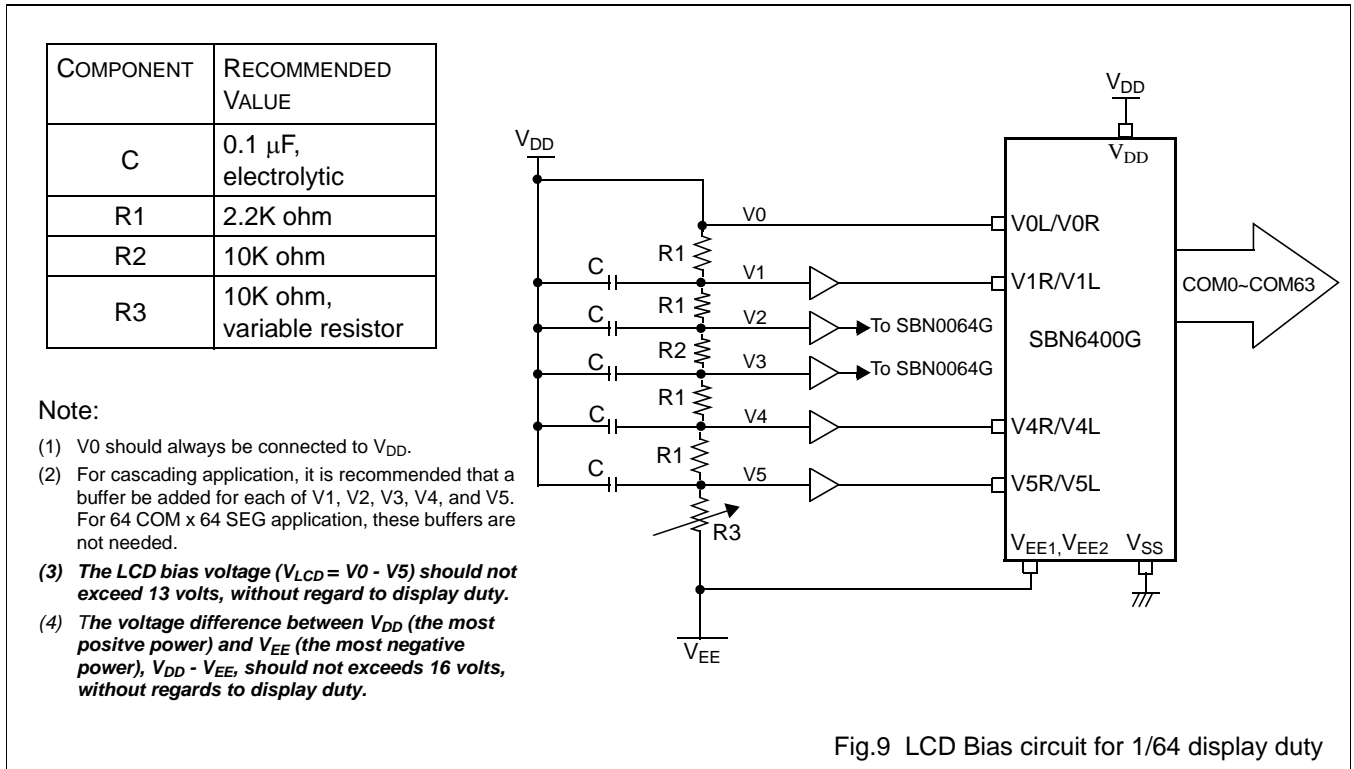 COMPONENT RECOMMENDED VALUE
C 0.1 μF, electrolytic
R1 2.2K ohm
R2 10K ohm
R3 10K ohm, variable resistor
Note:
(1) V0 should always be connected to VDD.
(2) For cascading application, it is recommended that a
buffer be added for each of V1, V2, V3, V4, and V5.
For 64 COM x 64 SEG application, these buffers are
not needed.
(3) The LCD bias voltage (VLCD = V0 - V5) should not
exceed 13 volts, without regard to display duty.
(4) The voltage difference between VDD (the most
positve power) and VEE (the most negative
power), VDD - VEE, should not exceeds 16 volts,
without regards to display duty.
VDD
VDD
VDD
V0
V0L/V0R
R1
C
V1
V1R/V1L
COM0~COM63
R1
C
V2
To SBN0064G
SBN6400G
R2
C
V3
To SBN0064G
R1
C
V4
V4R/V4L
R1
C
V5
V5R/V5L
R3
VEE1, VEE2 VSS
VEE
Fig.9 LCD Bias circuit for 1/64 display duty